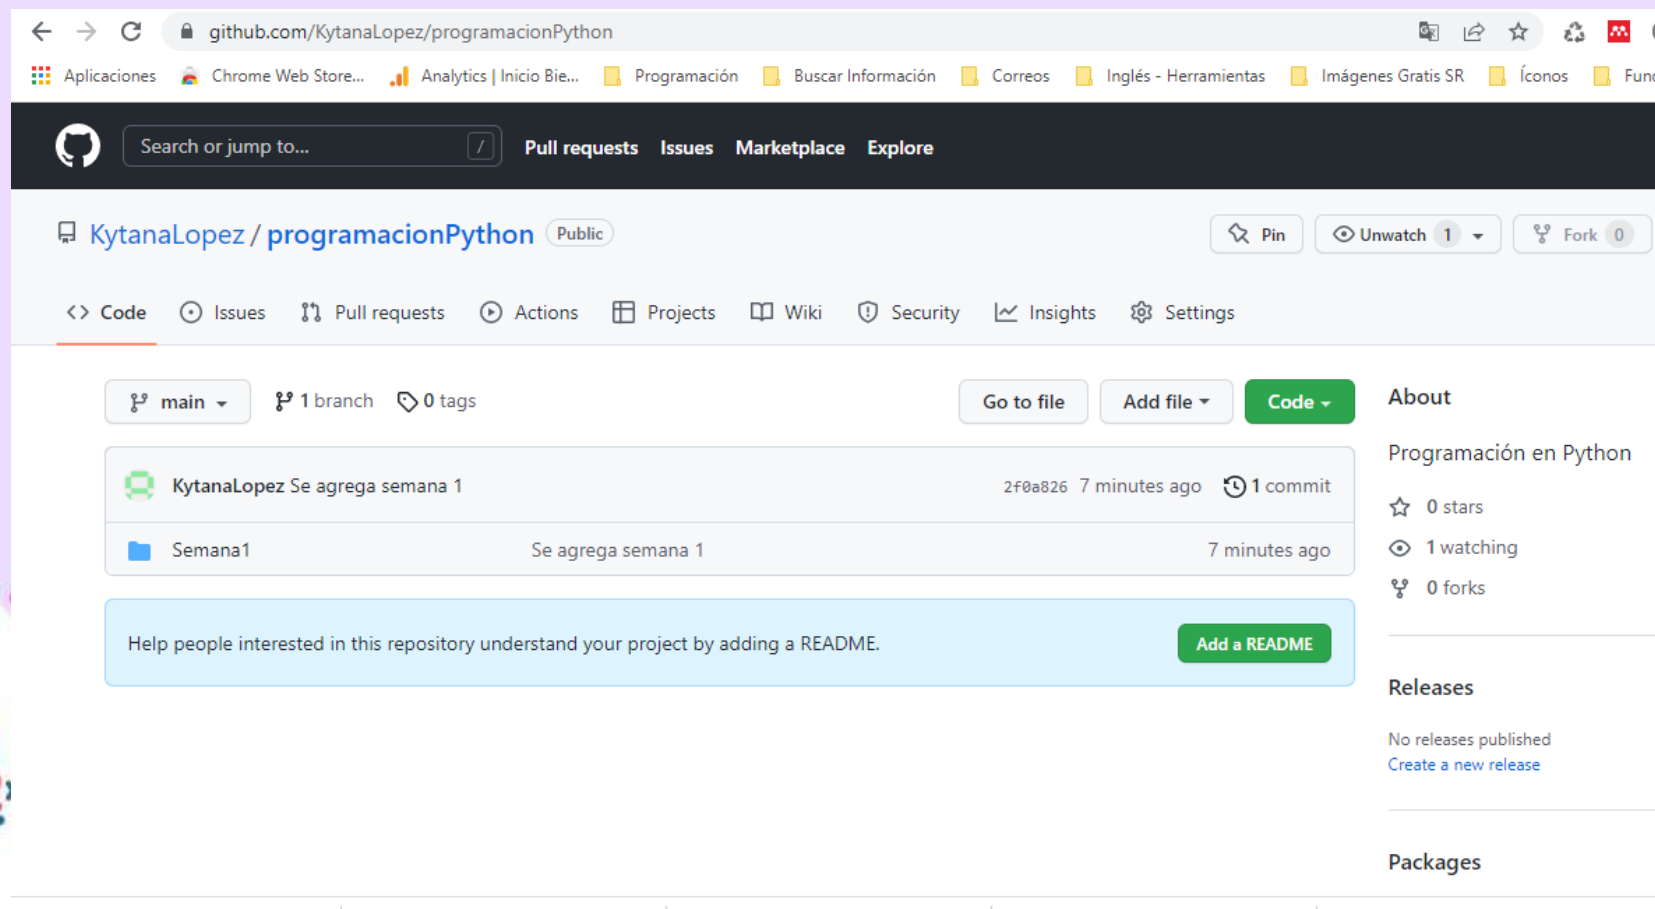 github.com/KytanaLopez/programacionPython
Aplicaciones Chrome Web Store... Analytics | Inicio Bie... Programación Buscar Información Correos Inglés - Herramientas Imágenes Gratis SR Íconos
Search or jump to... / Pull requests Issues Marketplace Explore
KytanaLopez / programacionPython Public Pin Unwatch 1 Fork 0
<> Code Issues Pull requests Actions Projects Wiki Security Insights Settings
main 1 branch 0 tags Go to file Add file Code
About
Programación en Python
KytanaLopez Se agrega semana 1 2f0a826 7 minutes ago 1 commit
0 stars
Semana1 Se agrega semana 1 7 minutes ago
1 watching
0 forks
Help people interested in this repository understand your project by adding a README. Add a README
Releases
No releases published
Create a new release
Packages